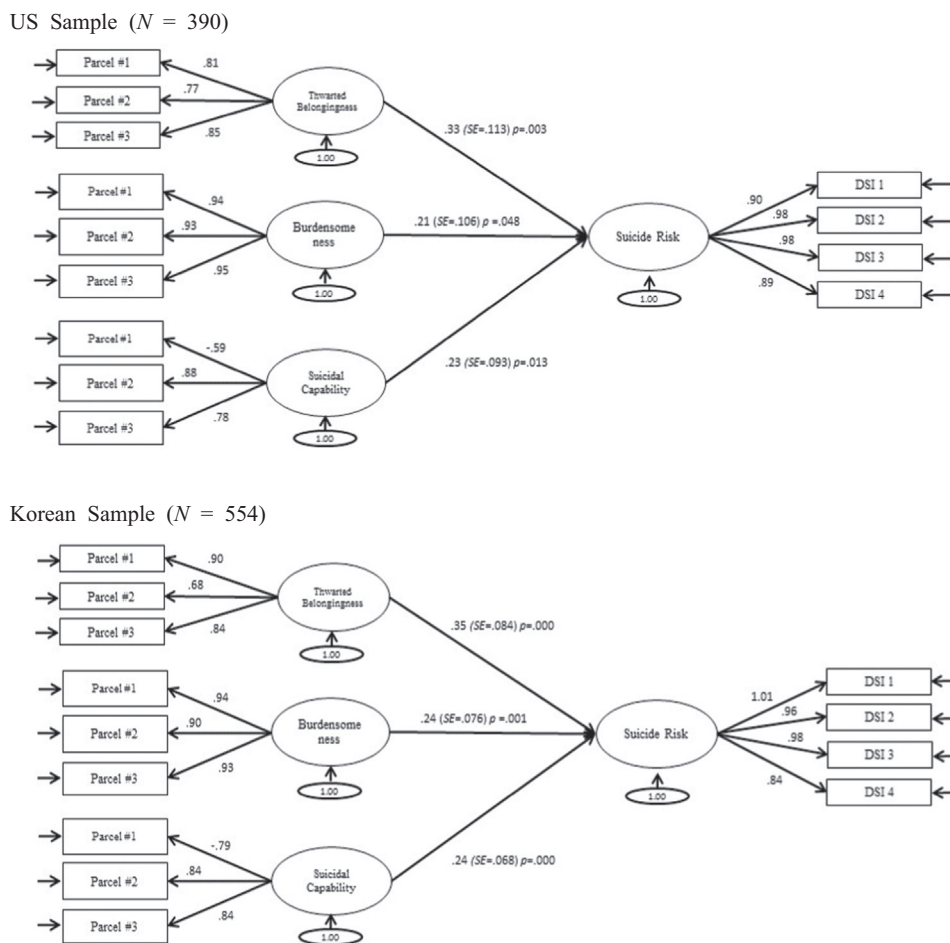 US Sample (N = 390)
Parcel #1
.81
Parcel #2
.77
Parcel #3
.85
Thwarted
Belongingness
1.00
.33 (SE=.113) p=.003
Parcel #1
.94
Parcel #2
.93
Parcel #3
.95
Burdensome
ness
1.00
.21 (SE=.106) p =.048
Parcel #1
-.59
Parcel #2
.88
Parcel #3
.78
Suicidal
Capability
1.00
.23 (SE=.093) p=.013
Suicide Risk
1.00
.90
DSI 1
.98
DSI 2
.98
DSI 3
.89
DSI 4
Korean Sample (N = 554)
Parcel #1
.90
Parcel #2
.68
Parcel #3
.84
Thwarted
Belongingness
1.00
.35 (SE=.084) p=.000
Parcel #1
.94
Parcel #2
.90
Parcel #3
.93
Burdensome
ness
1.00
.24 (SE=.076) p =.001
Parcel #1
-.79
Parcel #2
.84
Parcel #3
.84
Suicidal
Capability
1.00
.24 (SE=.068) p=.000
Suicide Risk
1.00
1.01
DSI 1
.96
DSI 2
.98
DSI 3
.84
DSI 4